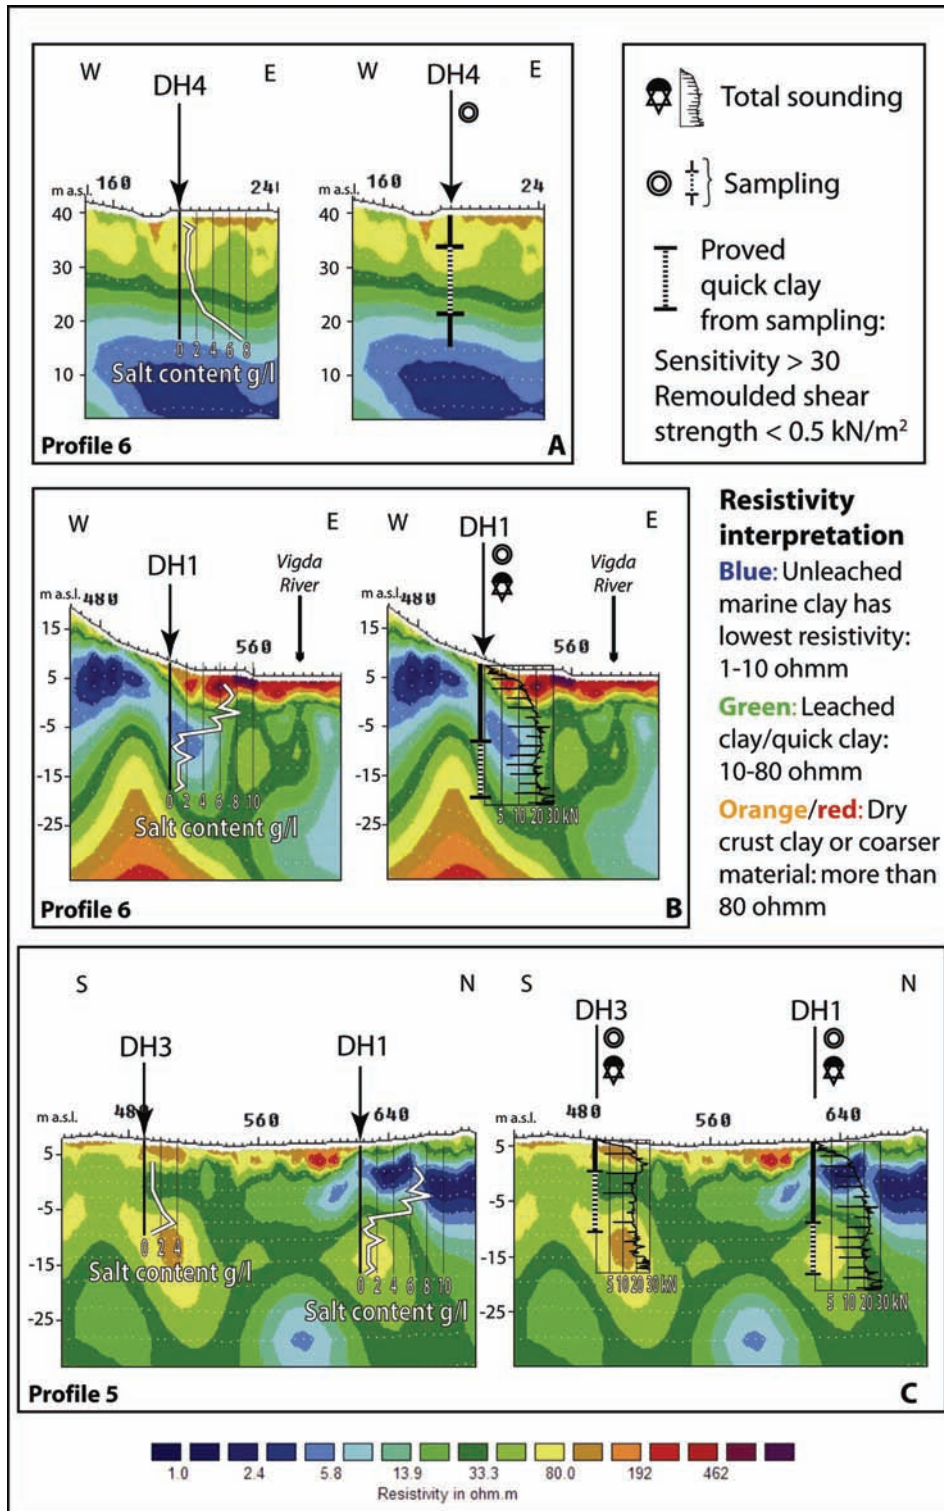 W E W E
DH4 DH4
m a.s.l. 160 24
m a.s.l. 160 24
40 40
30 30
20 20
10 10
0 2 4 6 8
Salt content g/l
Profile 6 A
Total sounding
Sampling
Proved
quick clay
from sampling:
Sensitivity > 30
Remoulded shear
strength < 0.5 kN/m²
W E W E
DH1 Vigda River
DH1 Vigda River
m a.s.l. 480 560
m a.s.l. 480 560
15 15
5 5
-5 -5
-15 -15
-25 -25
0 2 4 6 8 10
Salt content g/l
5 10 20 30 kN
Profile 6 B
Resistivity
interpretation
Blue: Unleached
marine clay has
lowest resistivity:
1-10 ohmm
Green: Leached
clay/quick clay:
10-80 ohmm
Orange/red: Dry
crust clay or coarser
material: more than
80 ohmm
S N S N
DH3 DH1 DH3 DH1
m a.s.l. 480 560 640
m a.s.l. 480 560 640
5 5
-5 -5
-15 -15
-25 -25
0 2 4
Salt content g/l
0 2 4 6 8 10
Salt content g/l
5 10 20 30 kN
5 10 20 30 kN
Profile 5 C
1.0 2.4 5.8 13.9 33.3 80.0 192 462
Resistivity in ohm.m